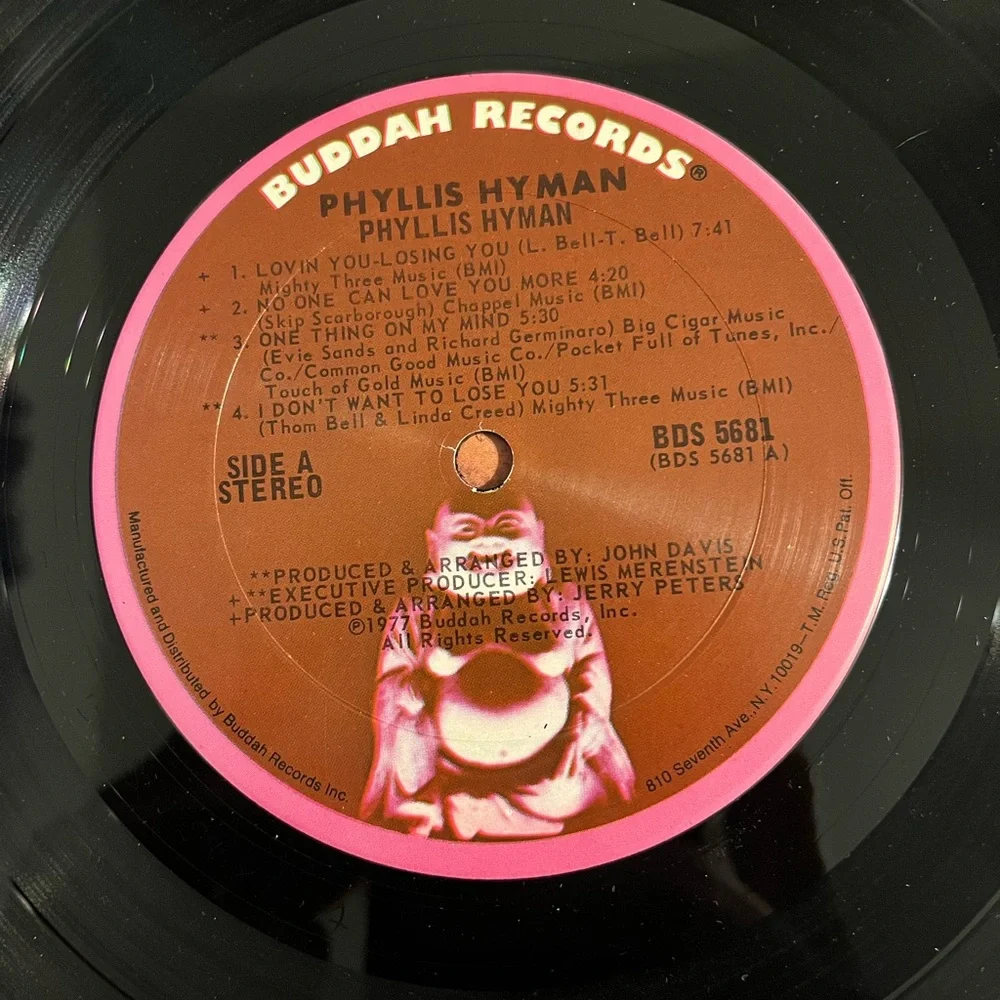 BUDDAH RECORDS®
PHYLLIS HYMAN
PHYLLIS HYMAN
+ 1. LOVIN YOU-LOSING YOU (L. Bell-T. Bell) 7:41
Mighty Three Music (BMI)
+ 2. NO ONE CAN LOVE YOU MORE 4:20
(Skip Scarborough) Chappel Music (BMI)
** 3. ONE THING ON MY MIND 5:30
(Evie Sands and Richard Germinaro) Big Cigar Music
Co./Common Good Music Co./Pocket Full of Tunes, Inc./
Touch of Gold Music (BMI)
** 4. I DON'T WANT TO LOSE YOU 5:31
(Thom Bell & Linda Creed) Mighty Three Music (BMI)
SIDE A
STEREO
BDS 5681
(BDS 5681 A)
**PRODUCED & ARRANGED BY: JOHN DAVIS
+ **EXECUTIVE PRODUCER: LEWIS MERENSTEIN
+PRODUCED & ARRANGED BY: JERRY PETERS
℗1977 Buddah Records, Inc.
All Rights Reserved.
Manufactured and Distributed by Buddah Records Inc.
810 Seventh Ave., N.Y. 10019—T.M. Reg. U.S. Pat. Off.